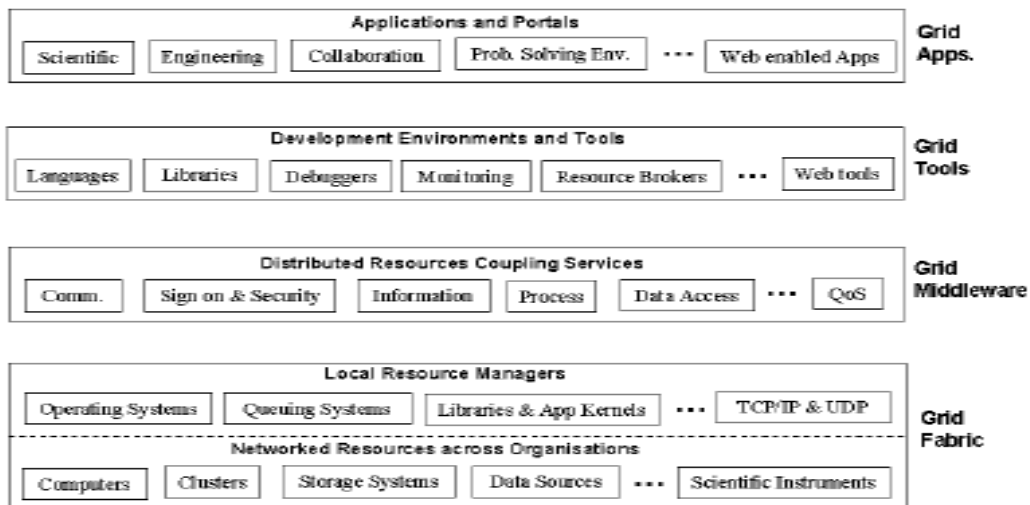 Applications and Portals
Scientific Engineering Collaboration Prob. Solving Env. ... Web enabled Apps
Grid
Apps.
Development Environments and Tools
Languages Libraries Debuggers Monitoring Resource Brokers ... Web tools
Grid
Tools
Distributed Resources Coupling Services
Comm. Sign on & Security Information Process Data Access ... QoS
Grid
Middleware
Local Resource Managers
Operating Systems Queuing Systems Libraries & App Kernels ... TCP/IP & UDP
Networked Resources across Organisations
Computers Clusters Storage Systems Data Sources ... Scientific Instruments
Grid
Fabric